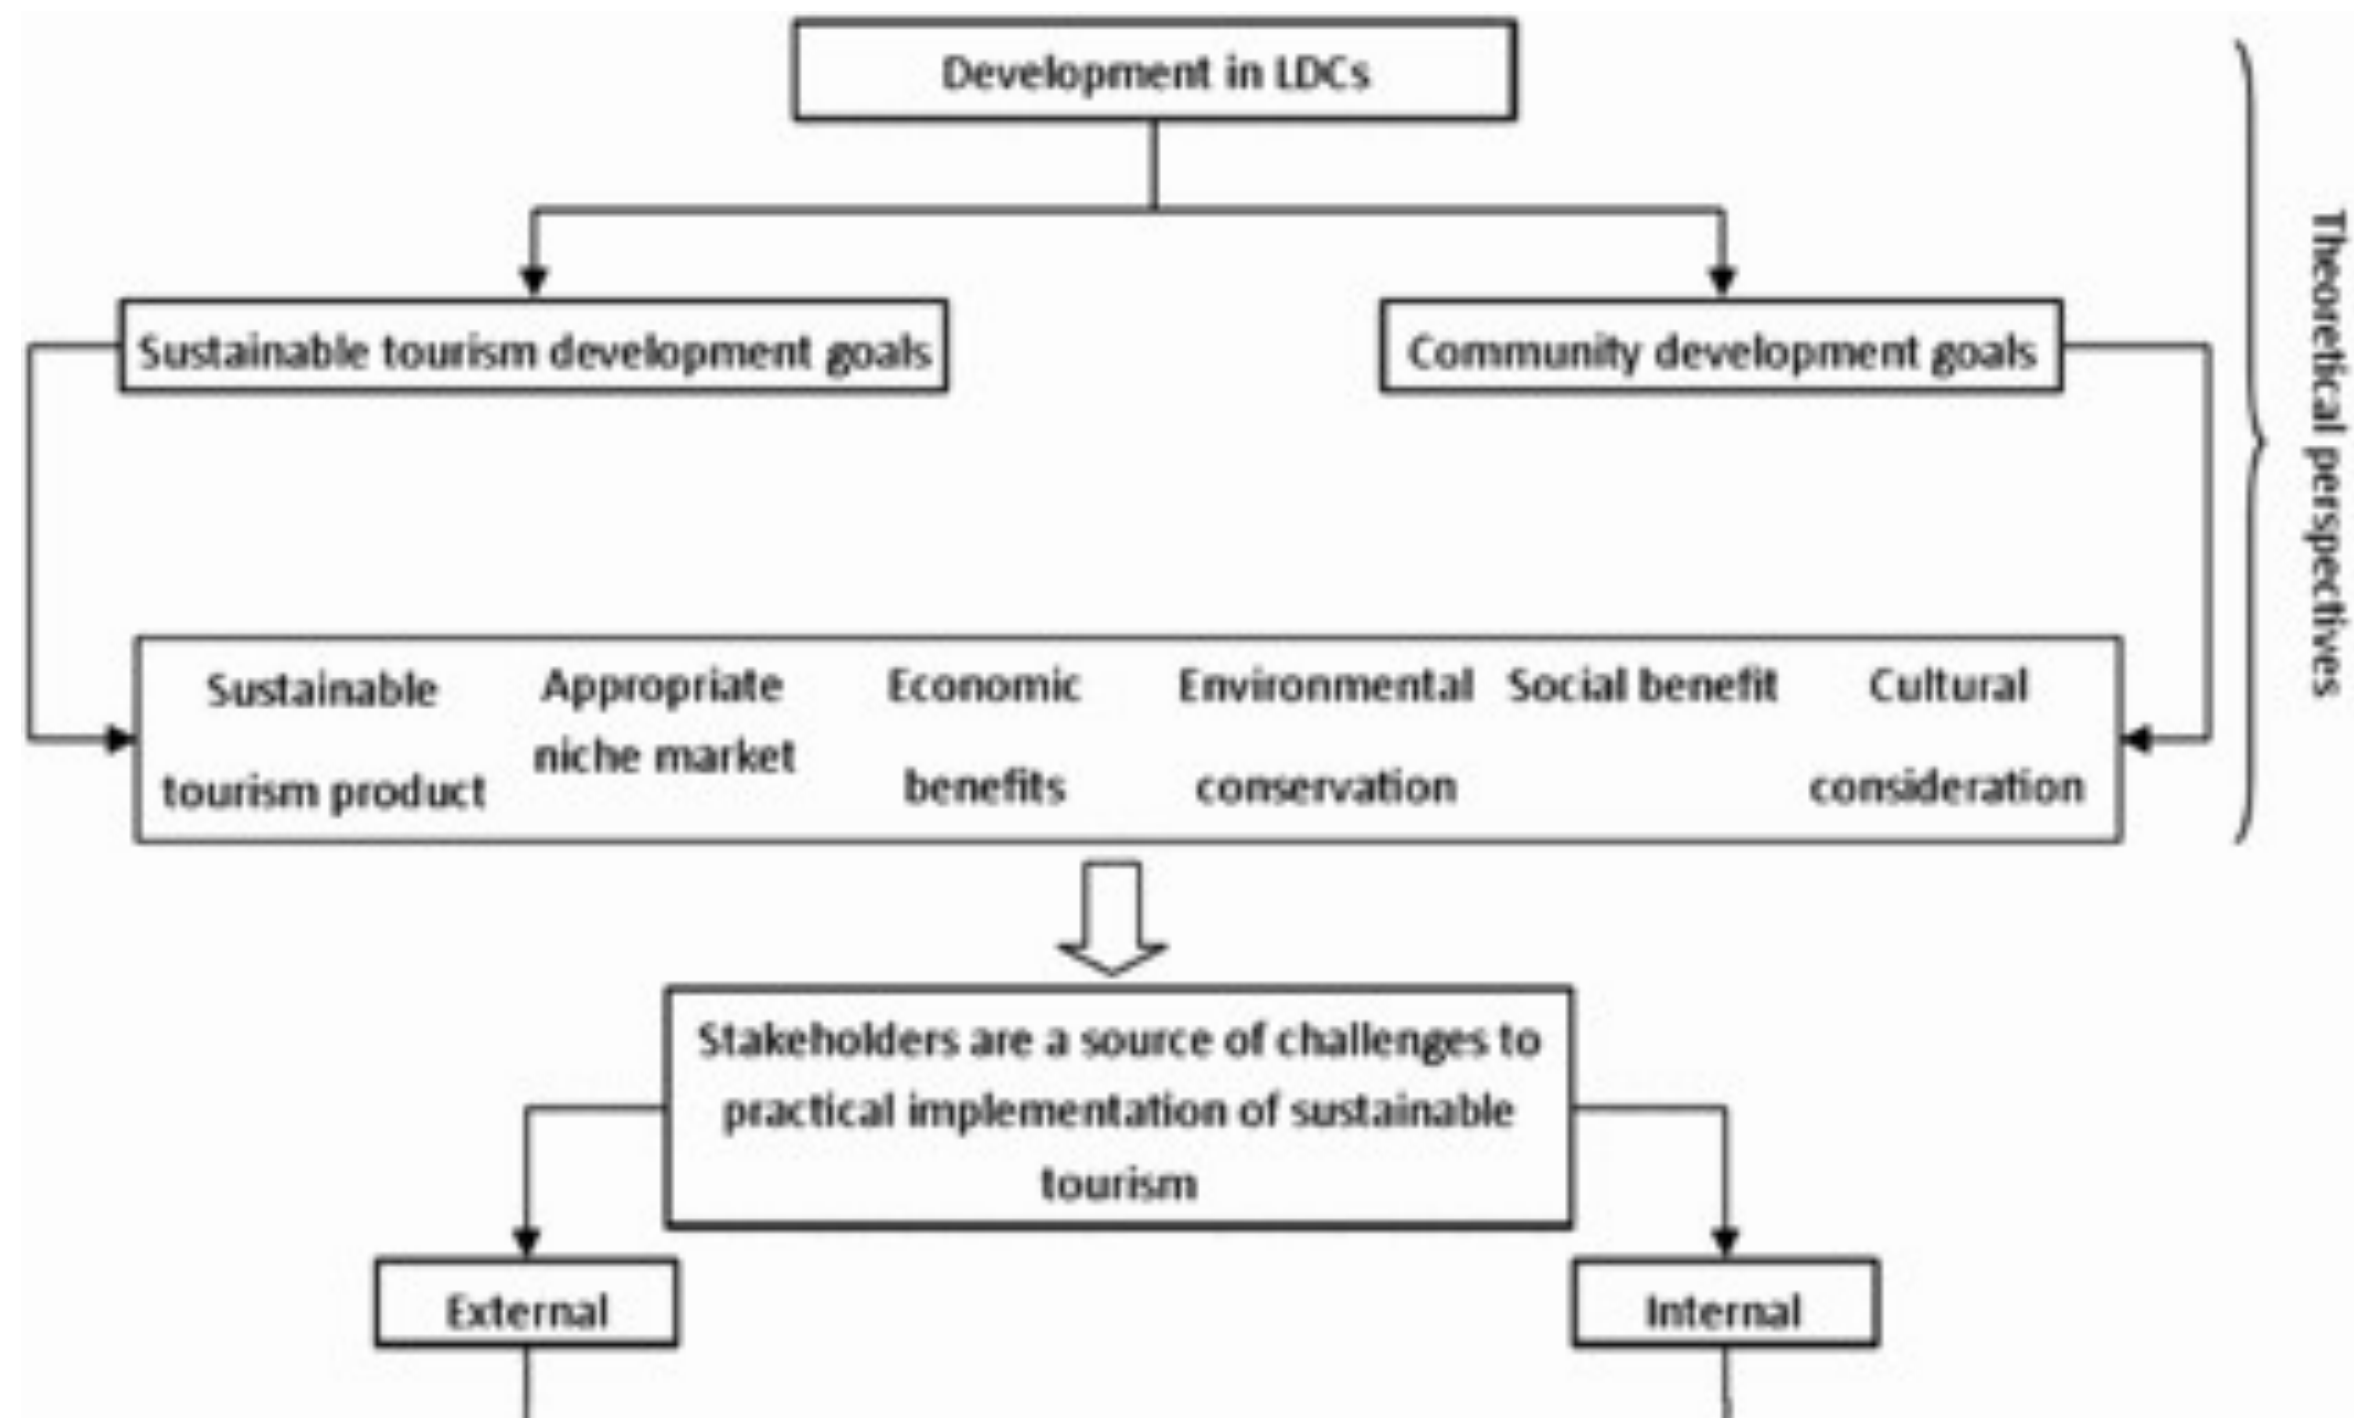 Development in LDCs
Sustainable tourism development goals
Community development goals
Theoretical perspectives
Sustainable
tourism product
Appropriate
niche market
Economic
benefits
Environmental
conservation
Social benefit
Cultural
consideration
Stakeholders are a source of challenges to
practical implementation of sustainable
tourism
External
Internal